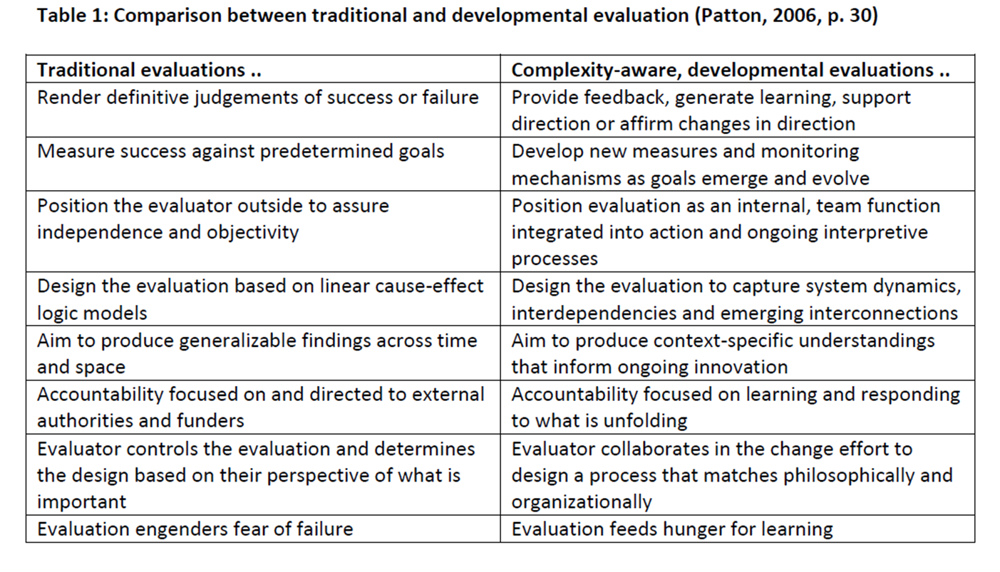 Table 1: Comparison between traditional and developmental evaluation (Patton, 2006, p. 30)
Traditional evaluations ..
Complexity-aware, developmental evaluations ..
Render definitive judgements of success or failure
Provide feedback, generate learning, support
direction or affirm changes in direction
Measure success against predetermined goals
Develop new measures and monitoring
mechanisms as goals emerge and evolve
Position the evaluator outside to assure
independence and objectivity
Position evaluation as an internal, team function
integrated into action and ongoing interpretive
processes
Design the evaluation based on linear cause-effect
logic models
Design the evaluation to capture system dynamics,
interdependencies and emerging interconnections
Aim to produce generalizable findings across time
and space
Aim to produce context-specific understandings
that inform ongoing innovation
Accountability focused on and directed to external
authorities and funders
Accountability focused on learning and responding
to what is unfolding
Evaluator controls the evaluation and determines
the design based on their perspective of what is
important
Evaluator collaborates in the change effort to
design a process that matches philosophically and
organizationally
Evaluation engenders fear of failure
Evaluation feeds hunger for learning